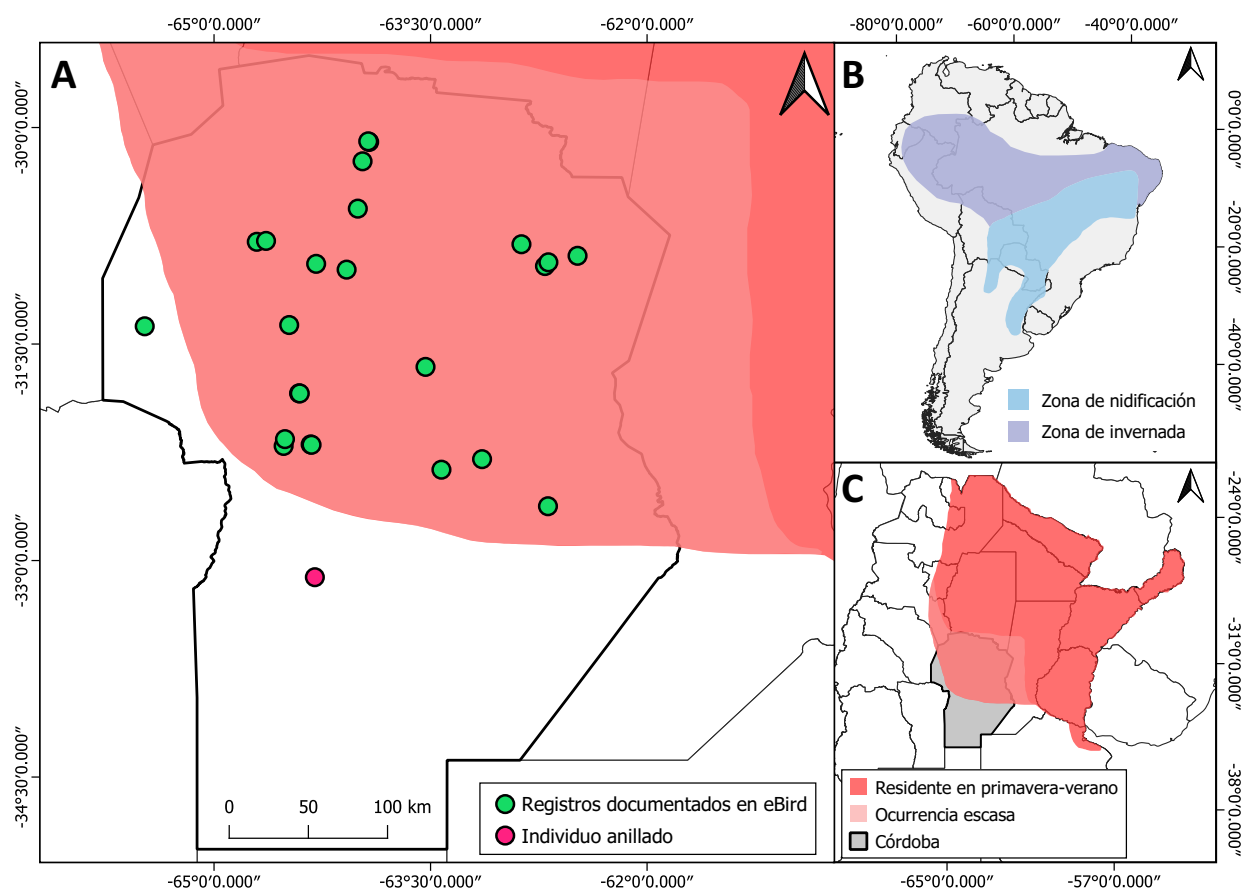 -65°0′0.000″
-63°30′0.000″
-62°0′0.000″
-80°0′0.000″
-60°0′0.000″
-40°0′0.000″
A
-30°0′0.000″
-31°30′0.000″
-33°0′0.000″
-34°30′0.000″
0
50
100 km
Registros documentados en eBird
Individuo anillado
-65°0′0.000″
-63°30′0.000″
-62°0′0.000″
B
0°0′0.000″
-20°0′0.000″
-40°0′0.000″
Zona de nidificación
Zona de invernada
C
-24°0′0.000″
-31°0′0.000″
-38°0′0.000″
Residente en primavera-verano
Ocurrencia escasa
Córdoba
-65°0′0.000″
-57°0′0.000″